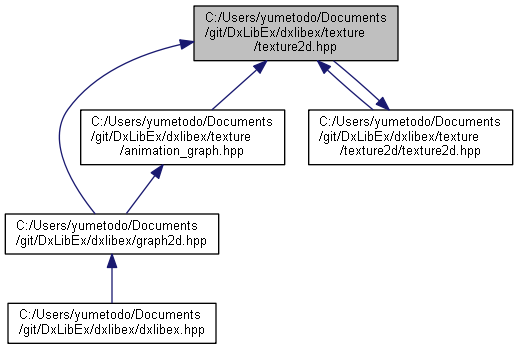 C:/Users/yumetodo/Documents
/git/DxLibEx/dxlibex/texture
/texture2d.hpp
C:/Users/yumetodo/Documents
/git/DxLibEx/dxlibex/texture
/animation_graph.hpp
C:/Users/yumetodo/Documents
/git/DxLibEx/dxlibex/texture
/texture2d/texture2d.hpp
C:/Users/yumetodo/Documents
/git/DxLibEx/dxlibex/graph2d.hpp
C:/Users/yumetodo/Documents
/git/DxLibEx/dxlibex/dxlibex.hpp